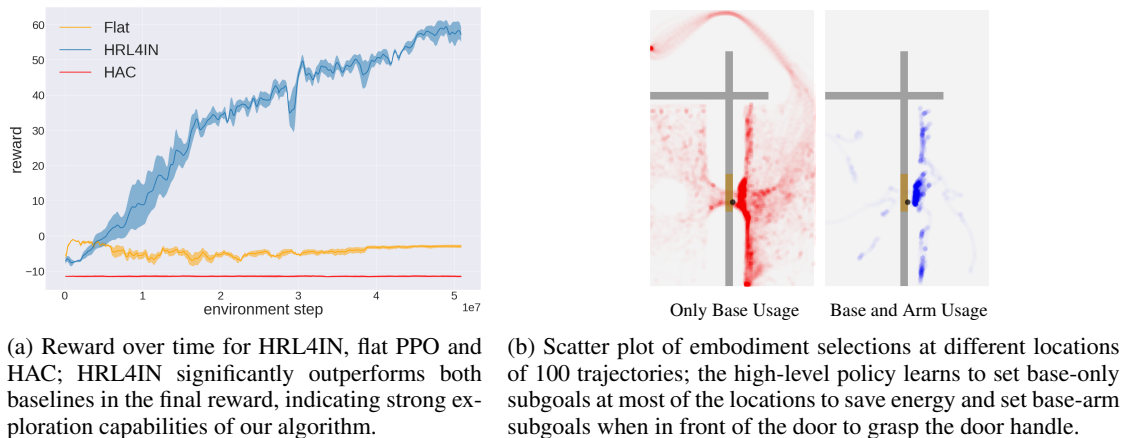 60
50
40
30
20
10
0
−10
reward
Flat
HRL4IN
HAC
0 1 2 3 4 5
1e7
environment step
Only Base Usage Base and Arm Usage
(a) Reward over time for HRL4IN, flat PPO and
HAC; HRL4IN significantly outperforms both
baselines in the final reward, indicating strong ex-
ploration capabilities of our algorithm.
(b) Scatter plot of embodiment selections at different locations
of 100 trajectories; the high-level policy learns to set base-only
subgoals at most of the locations to save energy and set base-arm
subgoals when in front of the door to grasp the door handle.